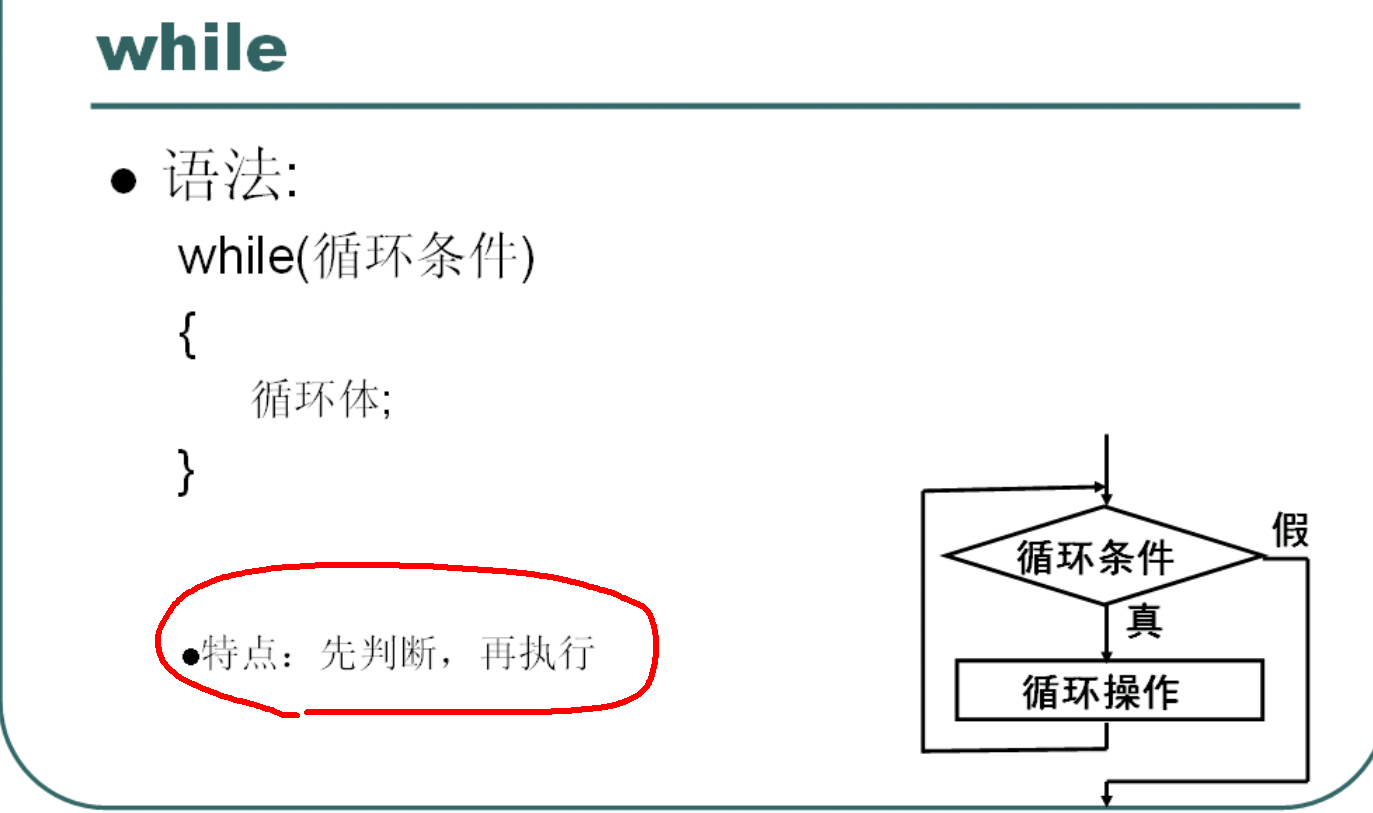 while
● 语法:
while(循环条件)
{
循环体;
}
●特点：先判断，再执行
循环条件
假
真
循环操作